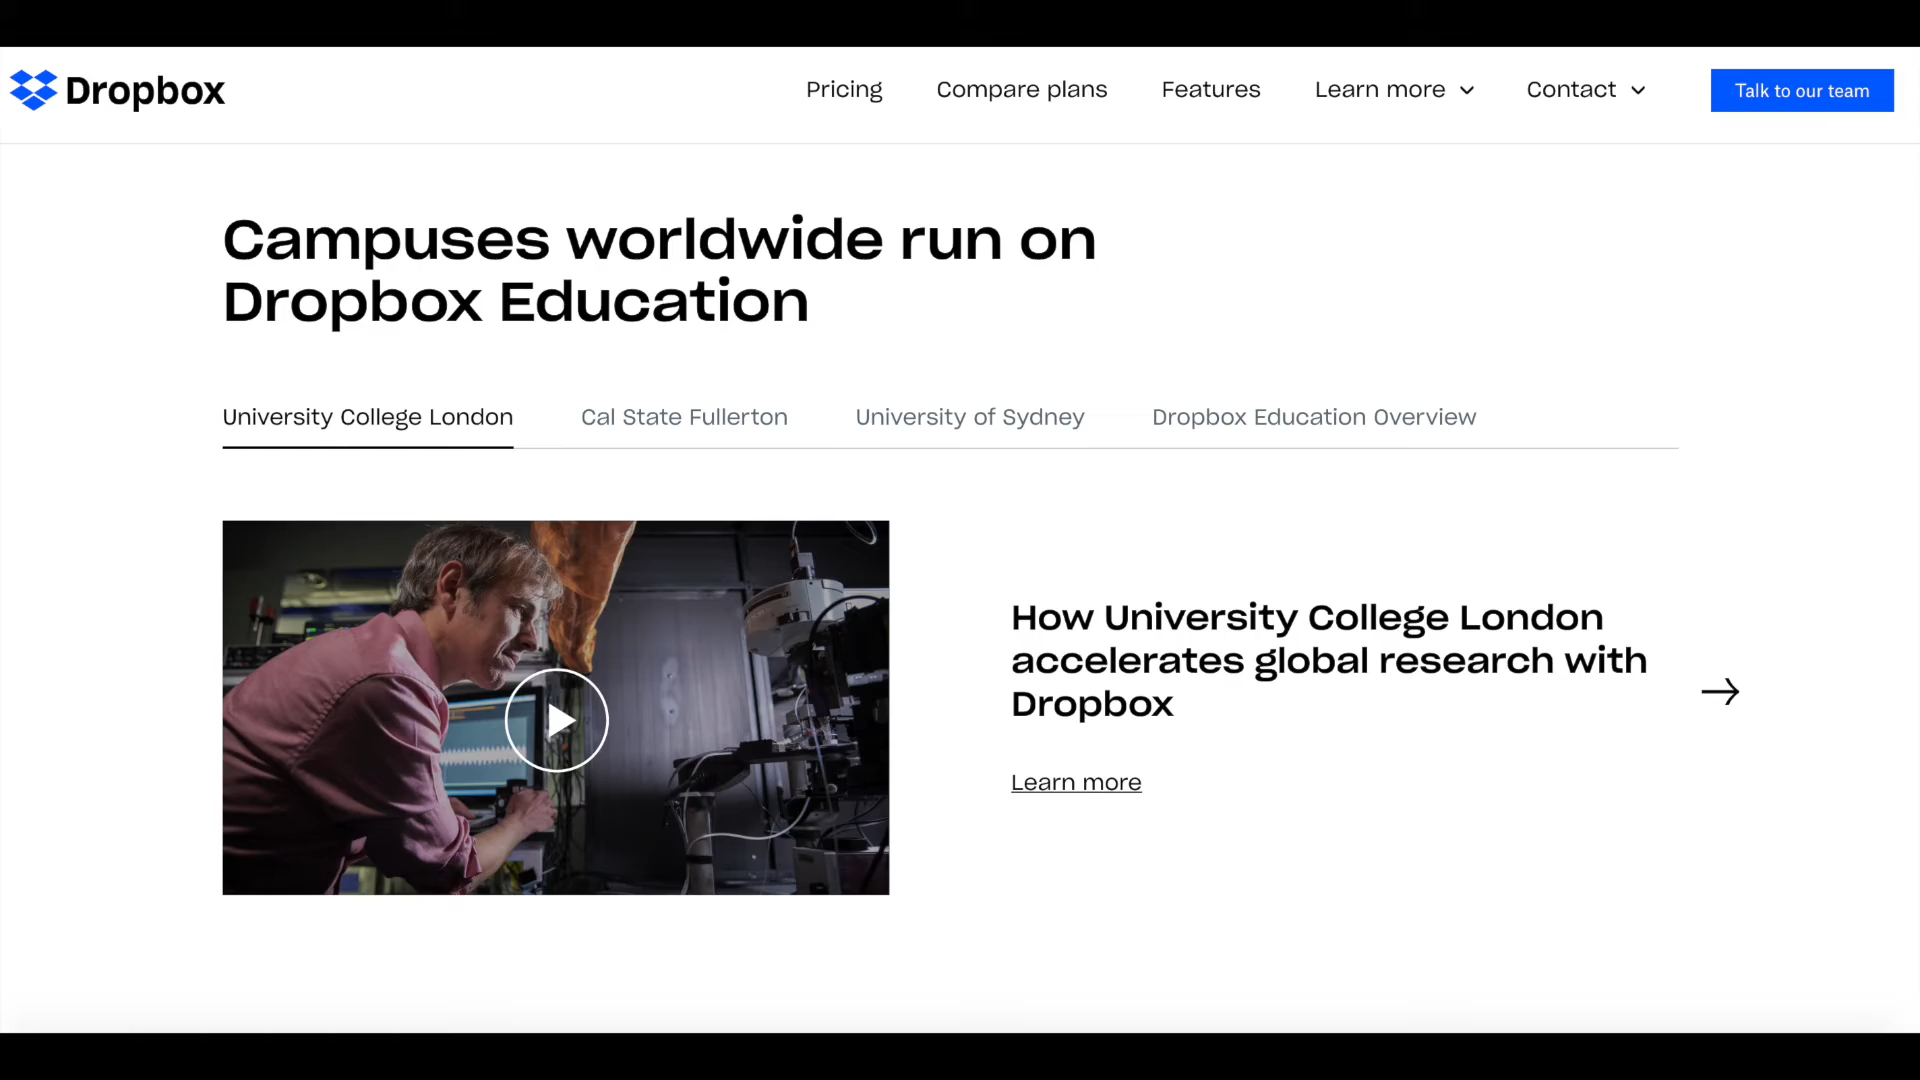 Dropbox
Pricing
Compare plans
Features
Learn more
Contact
Talk to our team
Campuses worldwide run on
Dropbox Education
University College London
Cal State Fullerton
University of Sydney
Dropbox Education Overview
How University College London
accelerates global research with
Dropbox
Learn more